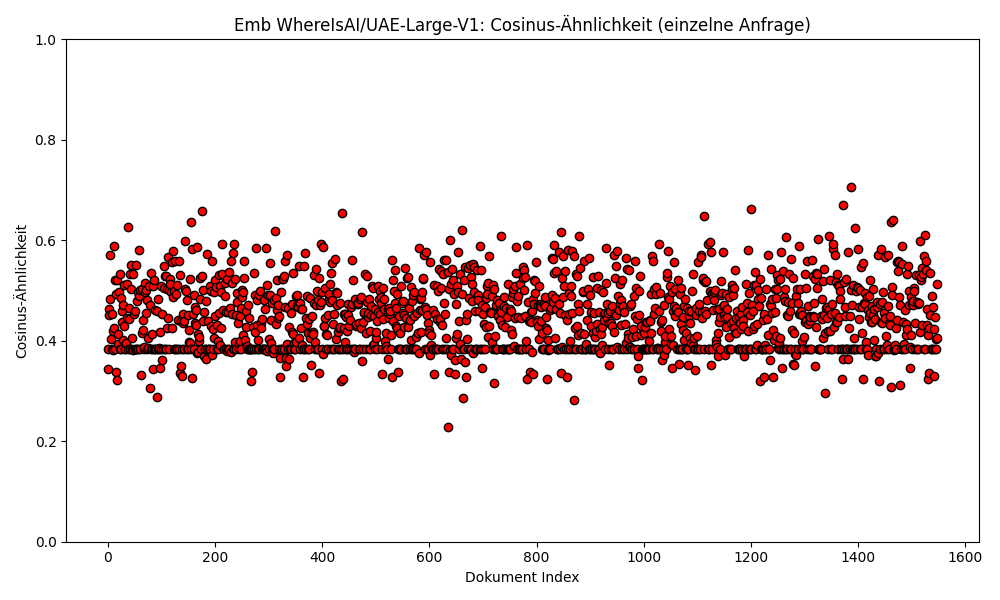 Emb WhereIsAI/UAE-Large-V1: Cosinus-Ähnlichkeit (einzelne Anfrage)
1.0
0.8
0.6
0.4
0.2
0.0
Cosinus-Ähnlichkeit
0 200 400 600 800 1000 1200 1400 1600
Dokument Index